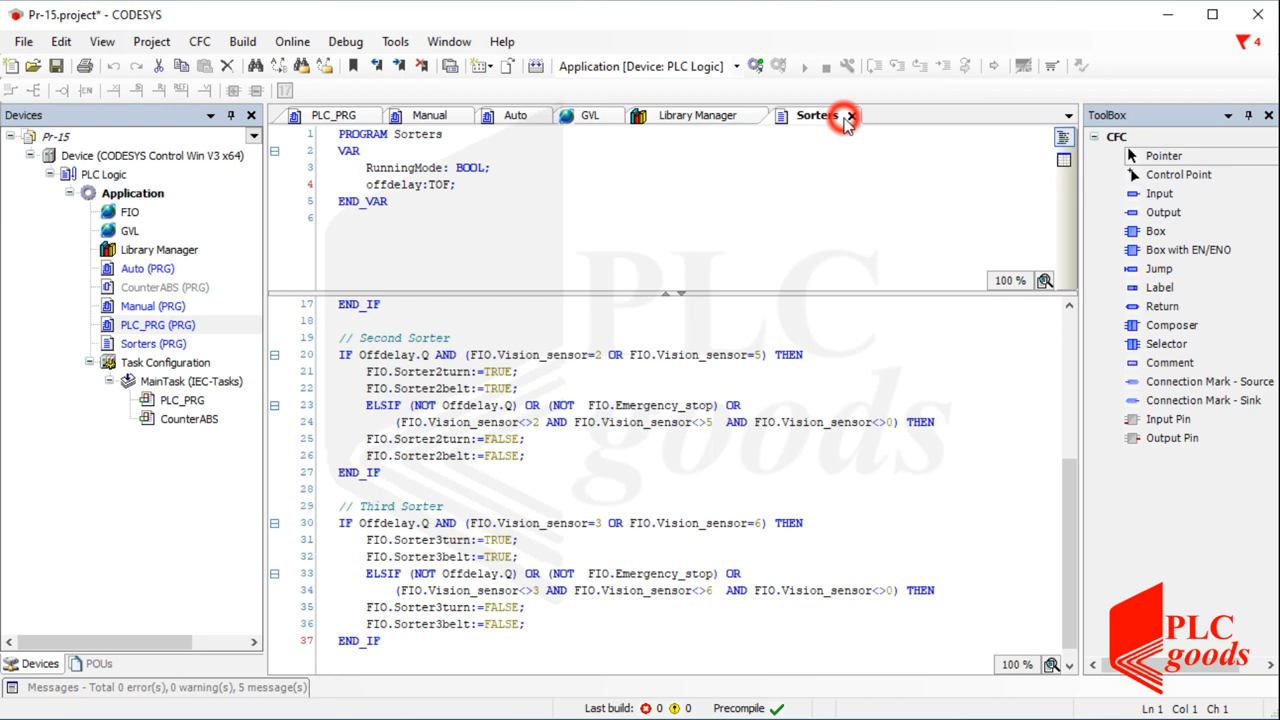 Pr-15.project* - CODESYS
File Edit View Project CFC Build Online Debug Tools Window Help
4
Application [Device: PLC Logic]
Devices
PLC_PRG Manual Auto GVL Library Manager Sorters
ToolBox
Pr-15
Device (CODESYS Control Win V3 x64)
PLC Logic
Application
FIO
GVL
Library Manager
Auto (PRG)
CounterABS (PRG)
Manual (PRG)
PLC_PRG (PRG)
Sorters (PRG)
Task Configuration
MainTask (IEC-Tasks)
PLC_PRG
CounterABS
Devices POUs
1 PROGRAM Sorters
2 VAR
3 RunningMode: BOOL;
4 offdelay:TOF;
5 END_VAR
6
100 %
17 END_IF
18
19 // Second Sorter
20 IF Offdelay.Q AND (FIO.Vision_sensor=2 OR FIO.Vision_sensor=5) THEN
21 FIO.Sorter2turn:=TRUE;
22 FIO.Sorter2belt:=TRUE;
23 ELSIF (NOT Offdelay.Q) OR (NOT FIO.Emergency_stop) OR
24 (FIO.Vision_sensor<>2 AND FIO.Vision_sensor<>5 AND FIO.Vision_sensor<>0) THEN
25 FIO.Sorter2turn:=FALSE;
26 FIO.Sorter2belt:=FALSE;
27 END_IF
28
29 // Third Sorter
30 IF Offdelay.Q AND (FIO.Vision_sensor=3 OR FIO.Vision_sensor=6) THEN
31 FIO.Sorter3turn:=TRUE;
32 FIO.Sorter3belt:=TRUE;
33 ELSIF (NOT Offdelay.Q) OR (NOT FIO.Emergency_stop) OR
34 (FIO.Vision_sensor<>3 AND FIO.Vision_sensor<>6 AND FIO.Vision_sensor<>0) THEN
35 FIO.Sorter3turn:=FALSE;
36 FIO.Sorter3belt:=FALSE;
37 END_IF
100 %
PLC
goods
CFC
Pointer
Control Point
Input
Output
Box
Box with EN/ENO
Jump
Label
Return
Composer
Selector
Comment
Connection Mark - Source
Connection Mark - Sink
Input Pin
Output Pin
PLC
goods
Messages - Total 0 error(s), 0 warning(s), 5 message(s)
Last build: 0 0 Precompile Ln 1 Col 1 Ch 1